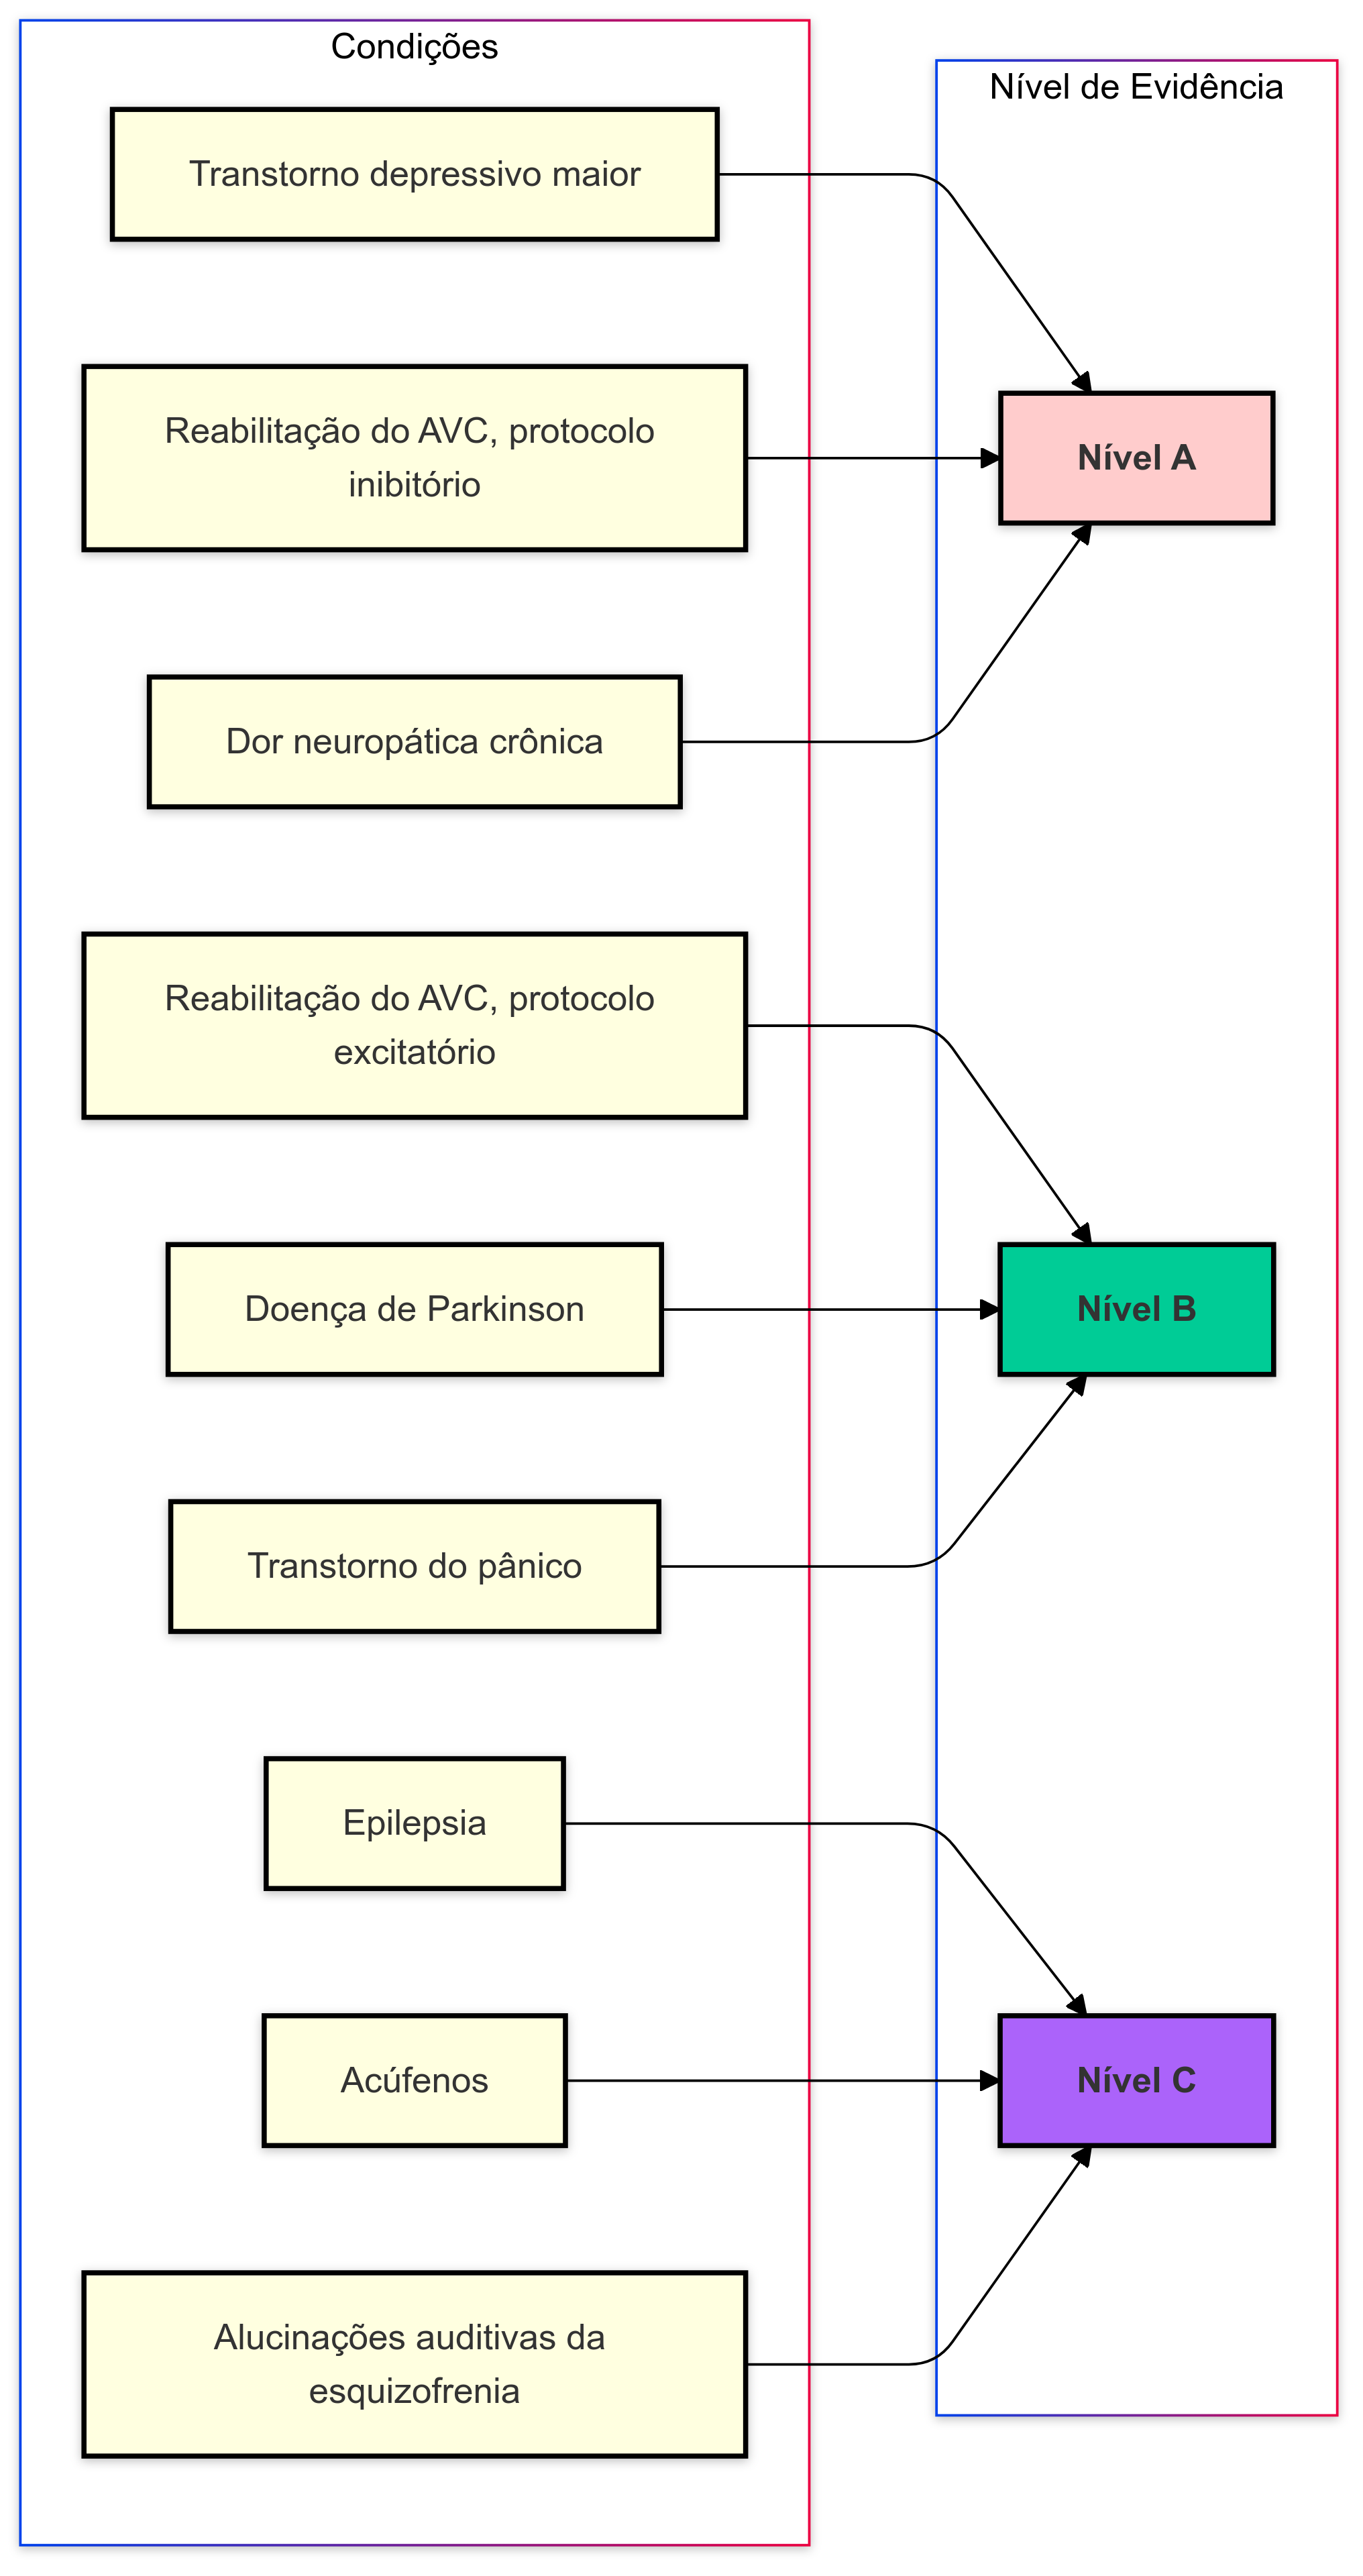 Condições
Nível de Evidência
Transtorno depressivo maior
Reabilitação do AVC, protocolo
inibitório
Nível A
Dor neuropática crônica
Reabilitação do AVC, protocolo
excitatório
Doença de Parkinson
Nível B
Transtorno do pânico
Epilepsia
Acúfenos
Nível C
Alucinações auditivas da
esquizofrenia